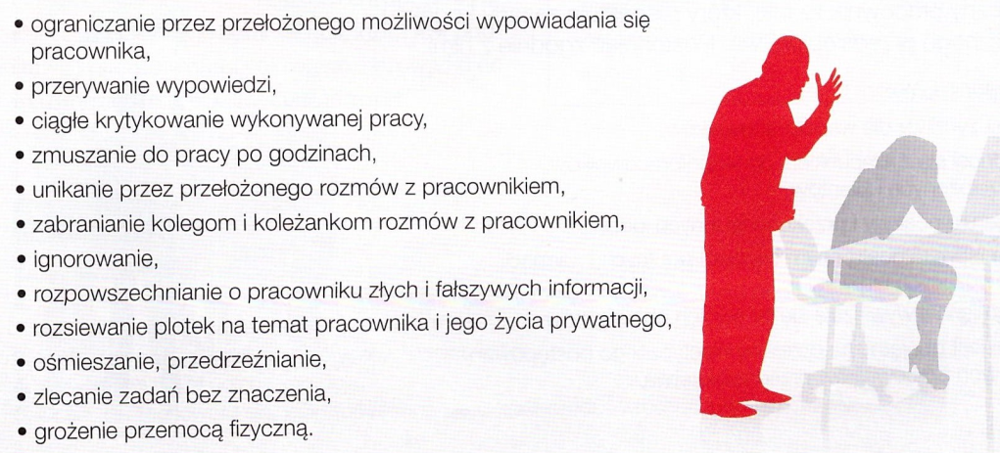 • ograniczanie przez przełożonego możliwości wypowiadania się
pracownika,
• przerywanie wypowiedzi,
• ciągłe krytykowanie wykonywanej pracy,
• zmuszanie do pracy po godzinach,
• unikanie przez przełożonego rozmów z pracownikiem,
• zabranianie kolegom i koleżankom rozmów z pracownikiem,
• ignorowanie,
• rozpowszechnianie o pracowniku złych i fałszywych informacji,
• rozsiewanie plotek na temat pracownika i jego życia prywatnego,
• ośmieszanie, przedrzeźnianie,
• zlecanie zadań bez znaczenia,
• grożenie przemocą fizyczną.